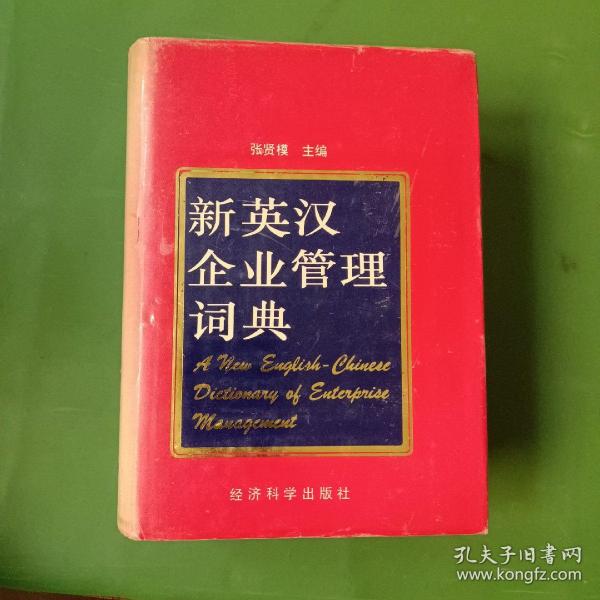 张贤模 主编
新英汉
企业管理
词典
A New English-Chinese
Dictionary of Enterprise
Management
经济科学出版社
孔夫子旧书网
www.kongfz.com